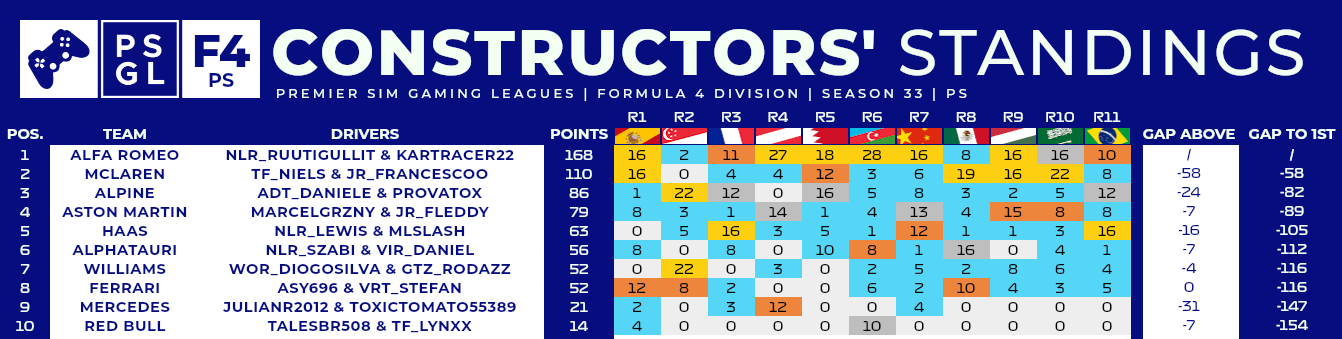 PS GL F4 PS CONSTRUCTORS' STANDINGS
PREMIER SIM GAMING LEAGUES | FORMULA 4 DIVISION | SEASON 33 | PS
R1 R2 R3 R4 R5 R6 R7 R8 R9 R10 R11
POS. TEAM DRIVERS POINTS GAP ABOVE GAP TO 1ST
1 ALFA ROMEO NLR_RUUTIGULLIT & KARTRACER22 168 16 2 11 27 18 28 16 8 16 16 10 / /
2 MCLAREN TF_NIELS & JR_FRANCESCOO 110 16 0 4 4 12 3 6 19 16 22 8 -58 -58
3 ALPINE ADT_DANIELE & PROVATOX 86 1 22 12 0 16 5 8 3 2 5 12 -24 -82
4 ASTON MARTIN MARCELGRZNY & JR_FLEDDY 79 8 3 1 14 1 4 13 4 15 8 8 -7 -89
5 HAAS NLR_LEWIS & MLSLASH 63 0 5 16 3 5 1 12 1 1 3 16 -16 -105
6 ALPHATAURI NLR_SZABI & VIR_DANIEL 56 8 0 8 0 10 8 1 16 0 4 1 -7 -112
7 WILLIAMS WOR_DIOGOSILVA & GTZ_RODAZZ 52 0 22 0 3 0 2 5 2 8 6 4 -4 -116
8 FERRARI ASY696 & VRT_STEFAN 52 12 8 2 0 0 6 2 10 4 3 5 0 -116
9 MERCEDES JULIANR2012 & TOXICTOMATO55389 21 2 0 3 12 0 0 4 0 0 0 0 -31 -147
10 RED BULL TALESBR508 & TF_LYNXX 14 4 0 0 0 0 10 0 0 0 0 0 -7 -154